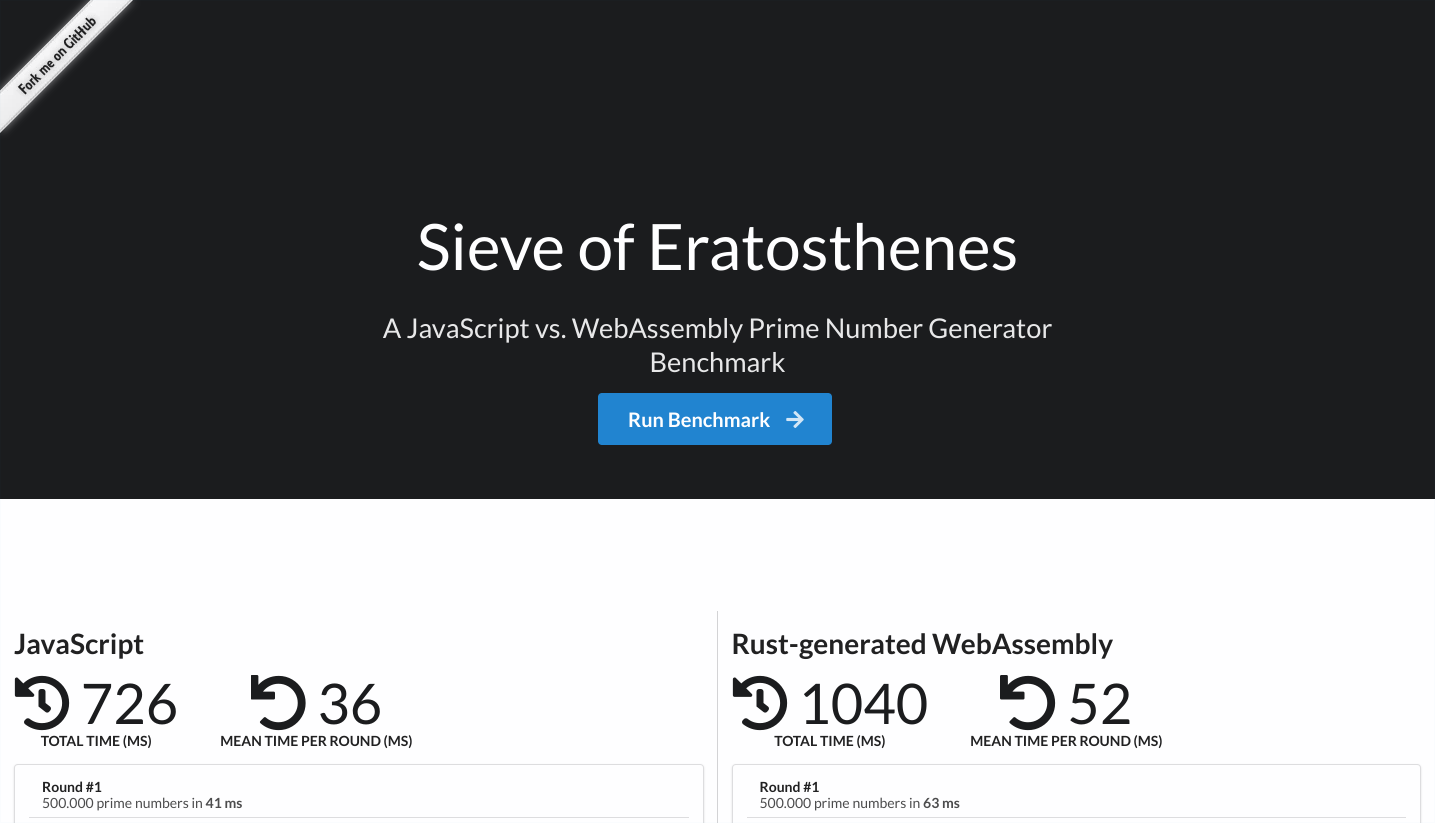 Fork me on GitHub
Sieve of Eratosthenes
A JavaScript vs. WebAssembly Prime Number Generator
Benchmark
Run Benchmark
JavaScript
726
36
TOTAL TIME (MS)
MEAN TIME PER ROUND (MS)
Round #1
500.000 prime numbers in 41 ms
Rust-generated WebAssembly
1040
52
TOTAL TIME (MS)
MEAN TIME PER ROUND (MS)
Round #1
500.000 prime numbers in 63 ms